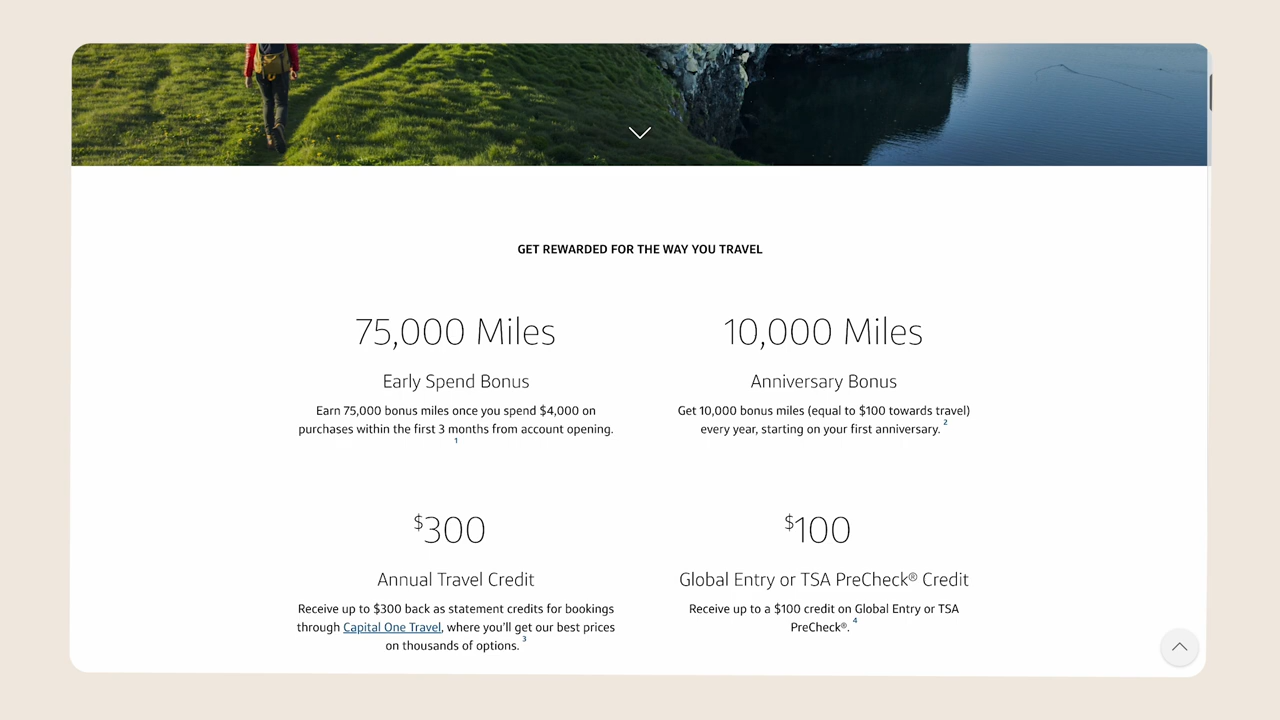 GET REWARDED FOR THE WAY YOU TRAVEL
75,000 Miles
Early Spend Bonus
Earn 75,000 bonus miles once you spend $4,000 on
purchases within the first 3 months from account opening.
1
10,000 Miles
Anniversary Bonus
Get 10,000 bonus miles (equal to $100 towards travel)
every year, starting on your first anniversary. 2
$300
Annual Travel Credit
Receive up to $300 back as statement credits for bookings
through Capital One Travel, where you'll get our best prices
on thousands of options. 3
$100
Global Entry or TSA PreCheck® Credit
Receive up to a $100 credit on Global Entry or TSA
PreCheck®. 4